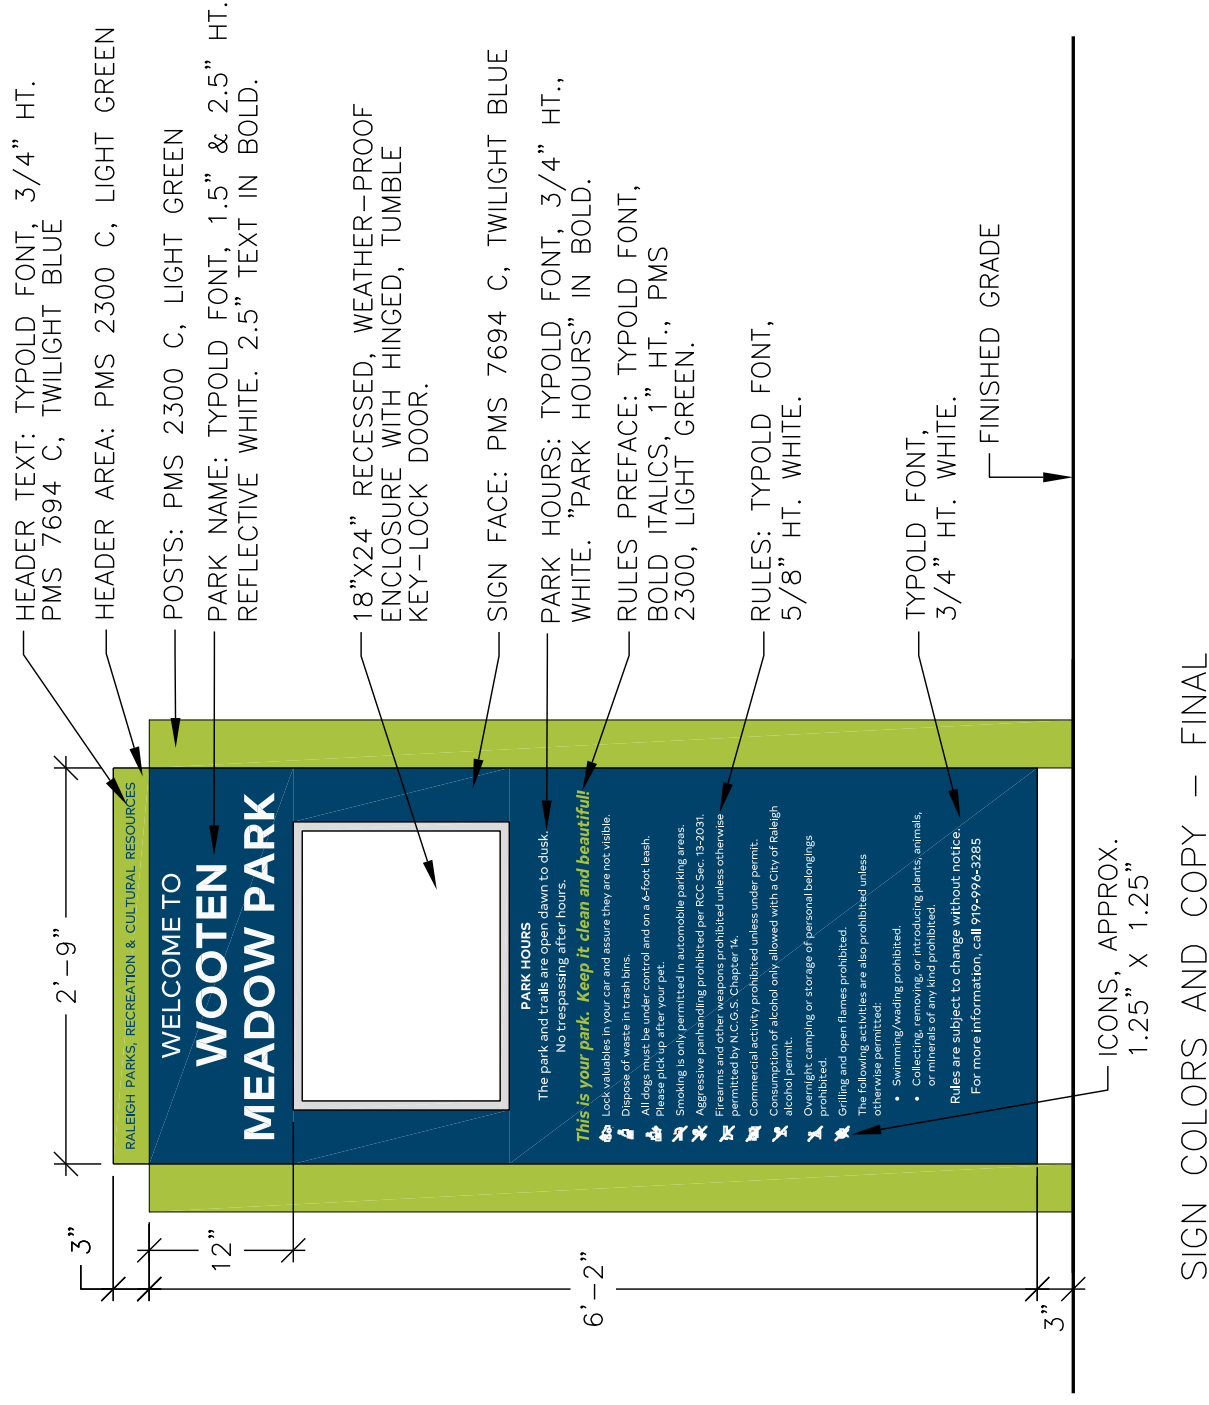 HEADER TEXT: TYPOLD FONT, 3/4" HT.
PMS 7694 C, TWILIGHT BLUE
HEADER AREA: PMS 2300 C, LIGHT GREEN
POSTS: PMS 2300 C, LIGHT GREEN
PARK NAME: TYPOLD FONT, 1.5" & 2.5" HT.
REFLECTIVE WHITE. 2.5" TEXT IN BOLD.
18"X24" RECESSED, WEATHER-PROOF
ENCLOSURE WITH HINGED, TUMBLE
KEY-LOCK DOOR.
SIGN FACE: PMS 7694 C, TWILIGHT BLUE
PARK HOURS: TYPOLD FONT, 3/4" HT.,
WHITE. "PARK HOURS" IN BOLD.
RULES PREFACE: TYPOLD FONT,
BOLD ITALICS, 1" HT., PMS
2300, LIGHT GREEN.
RULES: TYPOLD FONT,
5/8" HT. WHITE.
TYPOLD FONT,
3/4" HT. WHITE.
FINISHED GRADE
2'-9"
3"
12"
6'-2"
3"
RALEIGH PARKS, RECREATION & CULTURAL RESOURCES
WELCOME TO
WOOTEN
MEADOW PARK
PARK HOURS
The park and trails are open dawn to dusk.
No trespassing after hours.
This is your park. Keep it clean and beautiful!
Lock valuables in your car and assure they are not visible.
Dispose of waste in trash bins.
All dogs must be under control and on a 6-foot leash.
Please pick up after your pet.
Smoking is only permitted in automobile parking areas.
Aggressive panhandling prohibited per RCC Sec. 13-2031.
Firearms and other weapons prohibited unless otherwise
permitted by N.C.G.S. Chapter 14.
Commercial activity prohibited unless under permit.
Consumption of alcohol only allowed with a City of Raleigh
alcohol permit.
Overnight camping or storage of personal belongings
prohibited.
Grilling and open flames prohibited.
The following activities are also prohibited unless
otherwise permitted:
• Swimming/wading prohibited.
• Collecting, removing, or introducing plants, animals,
or minerals of any kind prohibited.
Rules are subject to change without notice.
For more information, call 919-996-3285
ICONS, APPROX.
1.25" X 1.25"
SIGN COLORS AND COPY - FINAL